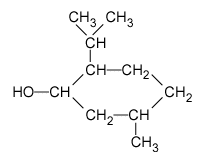 CH₃ CH₃
CH
CH CH₂
HO CH CH₂
CH₂ CH
CH₃